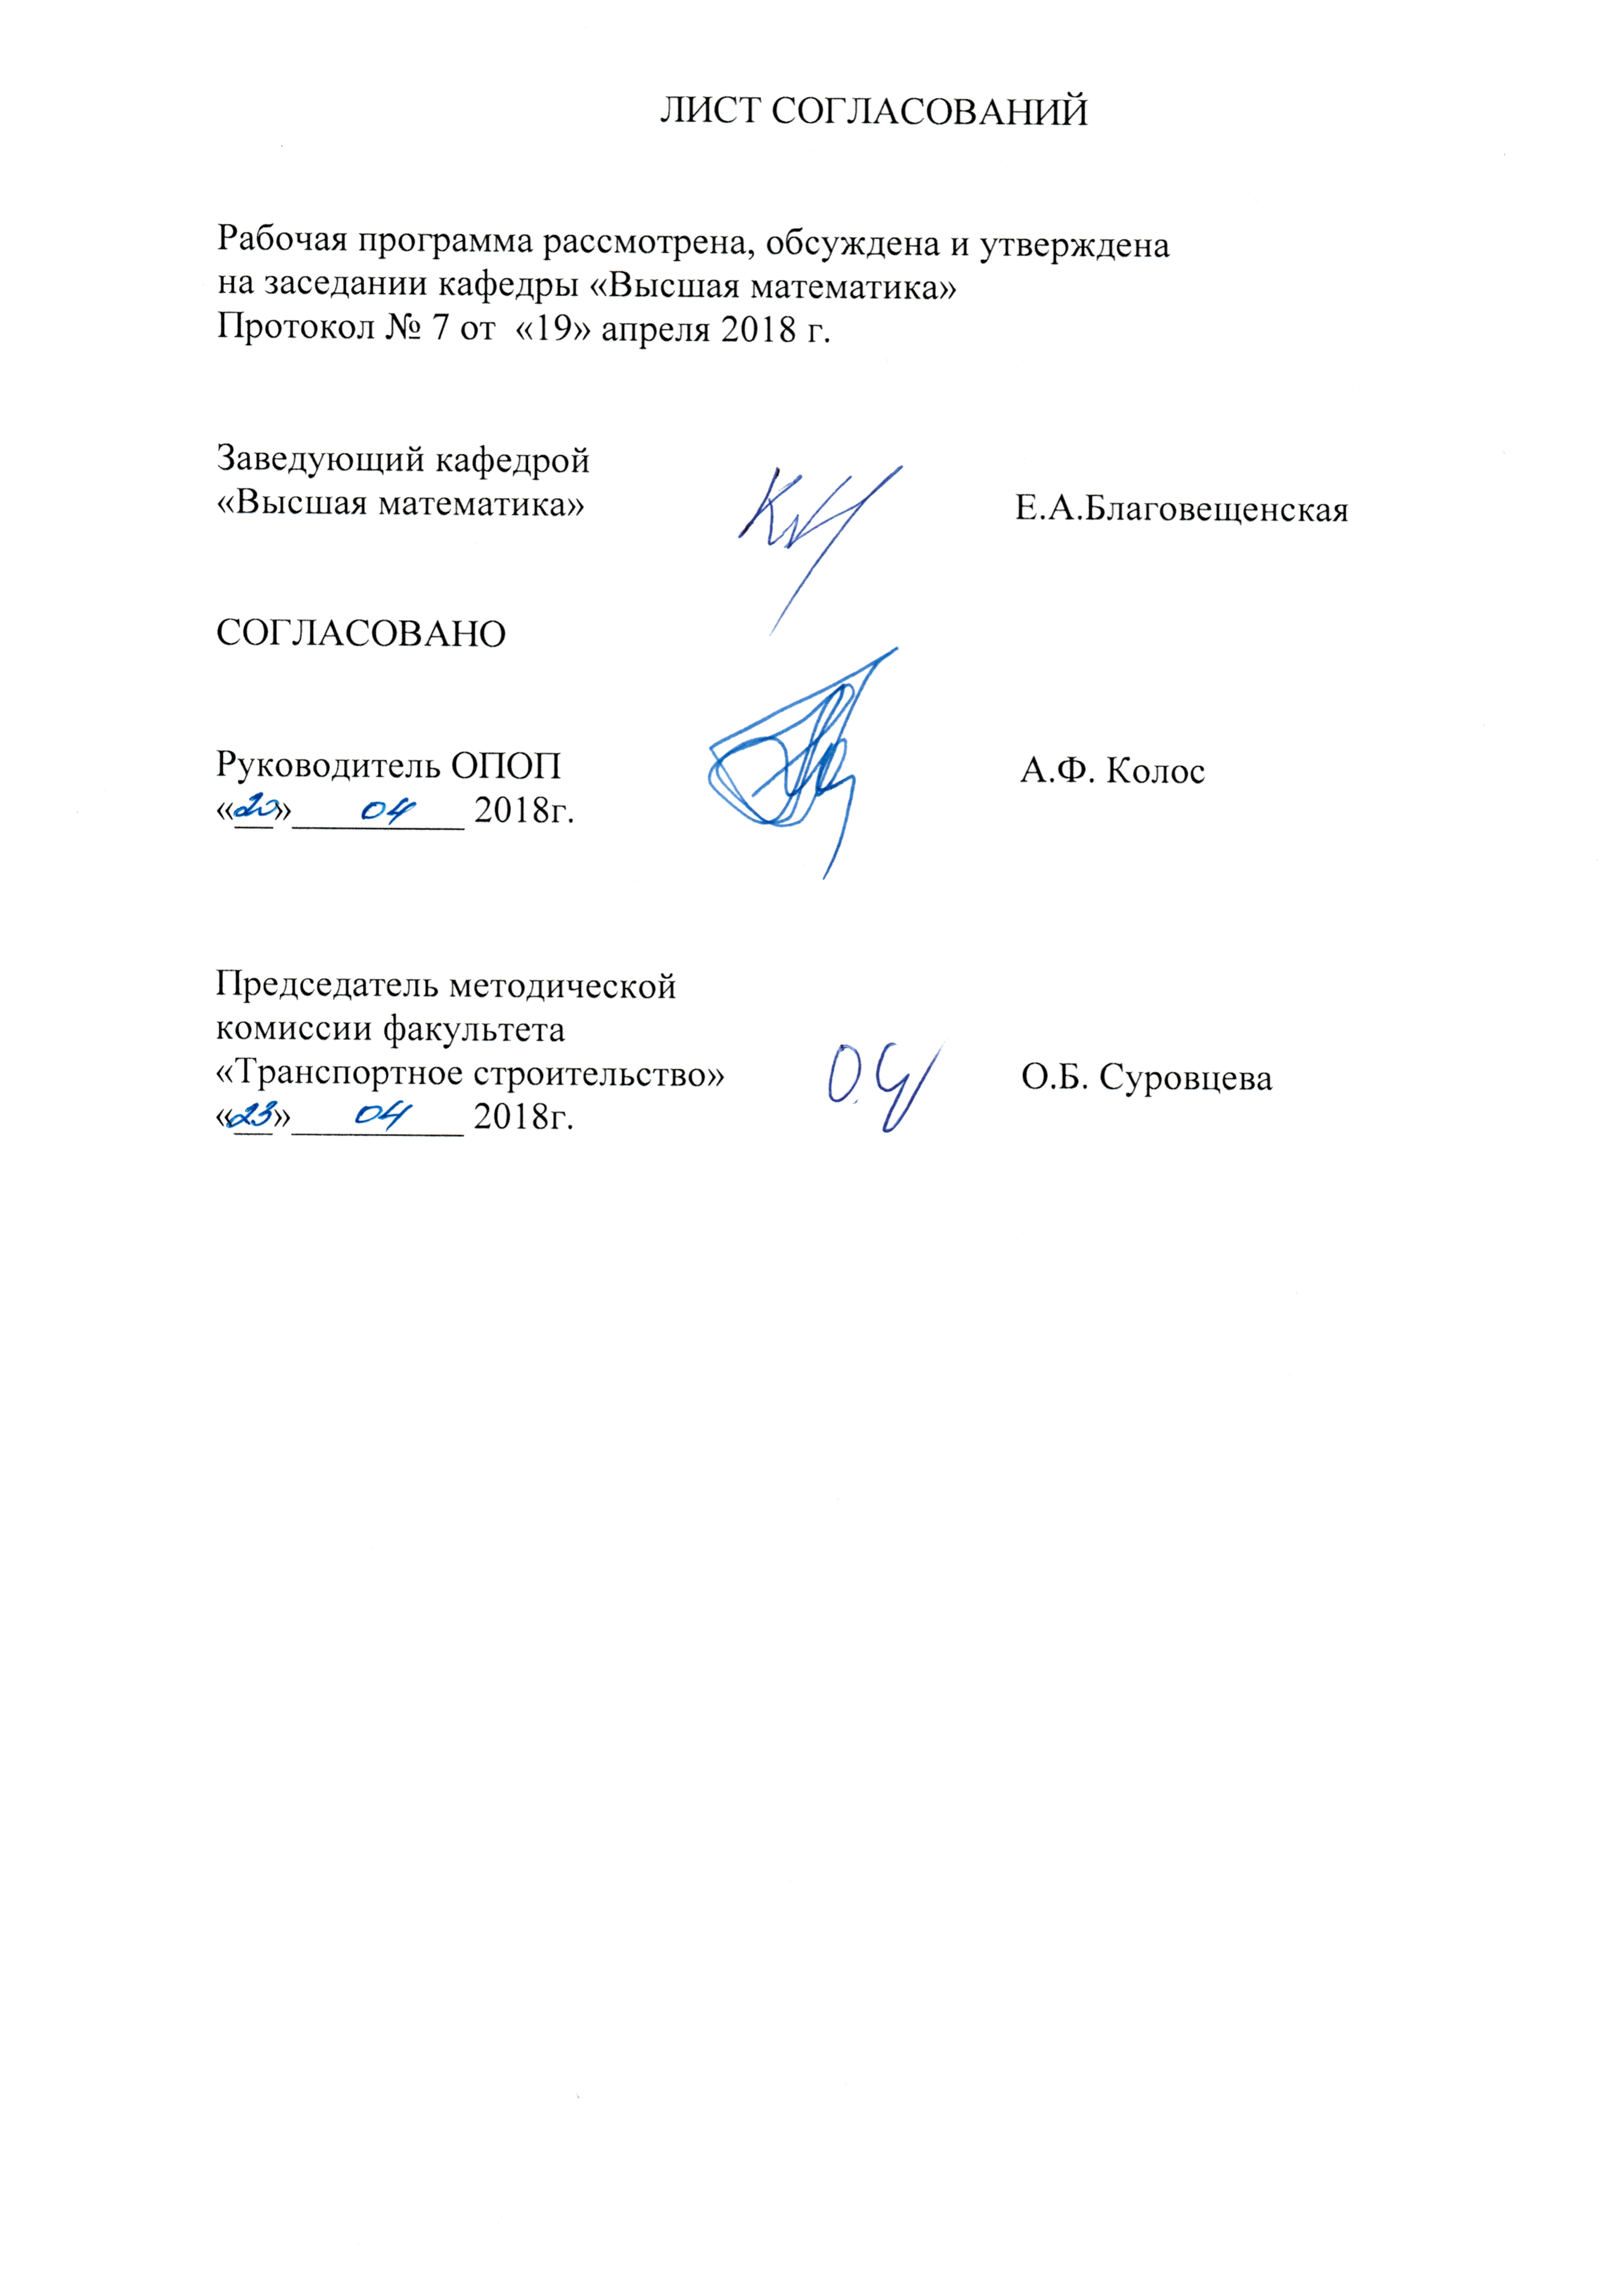 ЛИСТ СОГЛАСОВАНИЙ
Рабочая программа рассмотрена, обсуждена и утверждена
на заседании кафедры «Высшая математика»
Протокол № 7 от «19» апреля 2018 г.
Заведующий кафедрой
«Высшая математика» Е.А.Благовещенская
СОГЛАСОВАНО
Руководитель ОПОП А.Ф. Колос
«20» 04 2018г.
Председатель методической
комиссии факультета
«Транспортное строительство» О.Б. Суровцева
«23» 04 2018г.